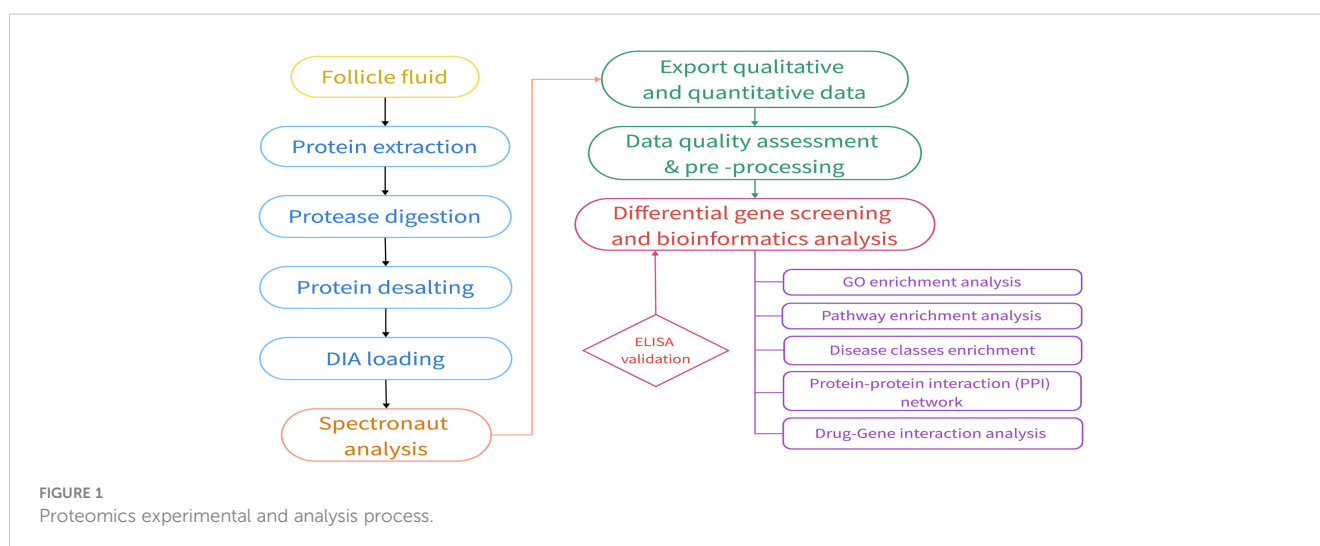 Follicle fluid
Protein extraction
Protease digestion
Protein desalting
DIA loading
Spectronaut
analysis
Export qualitative
and quantitative data
Data quality assessment
& pre -processing
Differential gene screening
and bioinformatics analysis
ELISA
validation
GO enrichment analysis
Pathway enrichment analysis
Disease classes enrichment
Protein-protein interaction (PPI)
network
Drug-Gene interaction analysis
FIGURE 1
Proteomics experimental and analysis process.